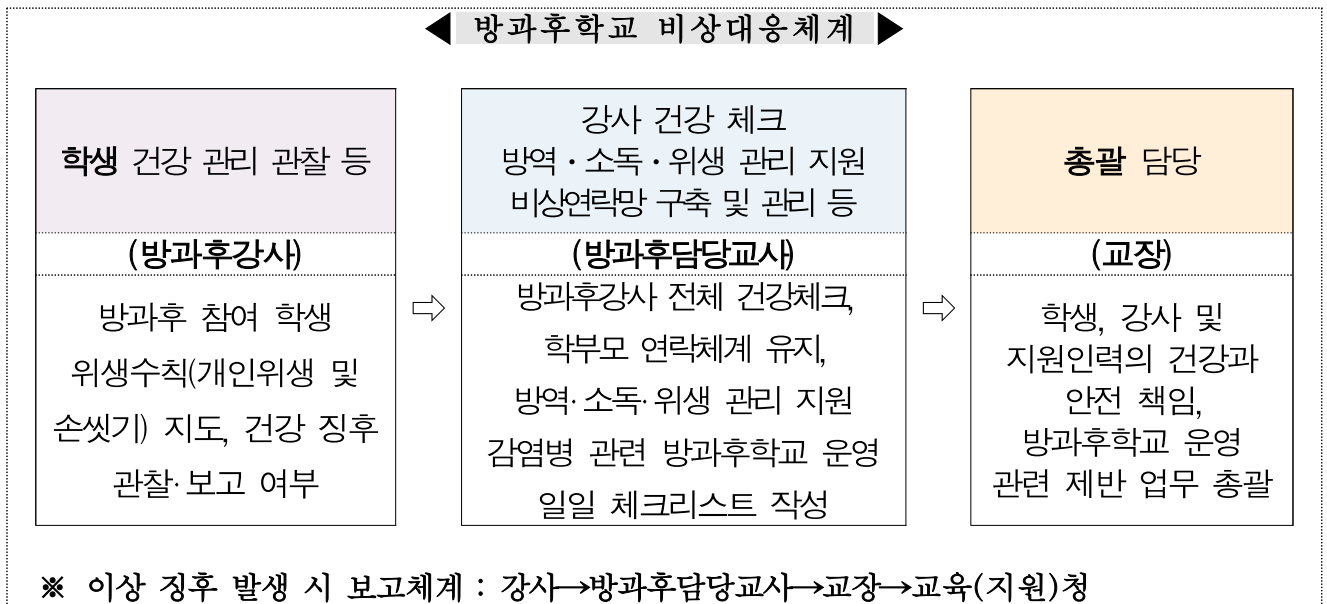 ◀ 방과후학교 비상대응체계 ▶
학생 건강 관리 관찰 등
(방과후강사)
방과후 참여 학생
위생수칙(개인위생 및
손씻기) 지도, 건강 징후
관찰·보고 여부
⇨
강사 건강 체크
방역·소독·위생 관리 지원
비상연락망 구축 및 관리 등
(방과후담당교사)
방과후강사 전체 건강체크,
학부모 연락체계 유지,
방역·소독·위생 관리 지원
감염병 관련 방과후학교 운영
일일 체크리스트 작성
⇨
총괄 담당
(교장)
학생, 강사 및
지원인력의 건강과
안전 책임,
방과후학교 운영
관련 제반 업무 총괄
※ 이상 징후 발생 시 보고체계 : 강사→방과후담당교사→교장→교육(지원)청